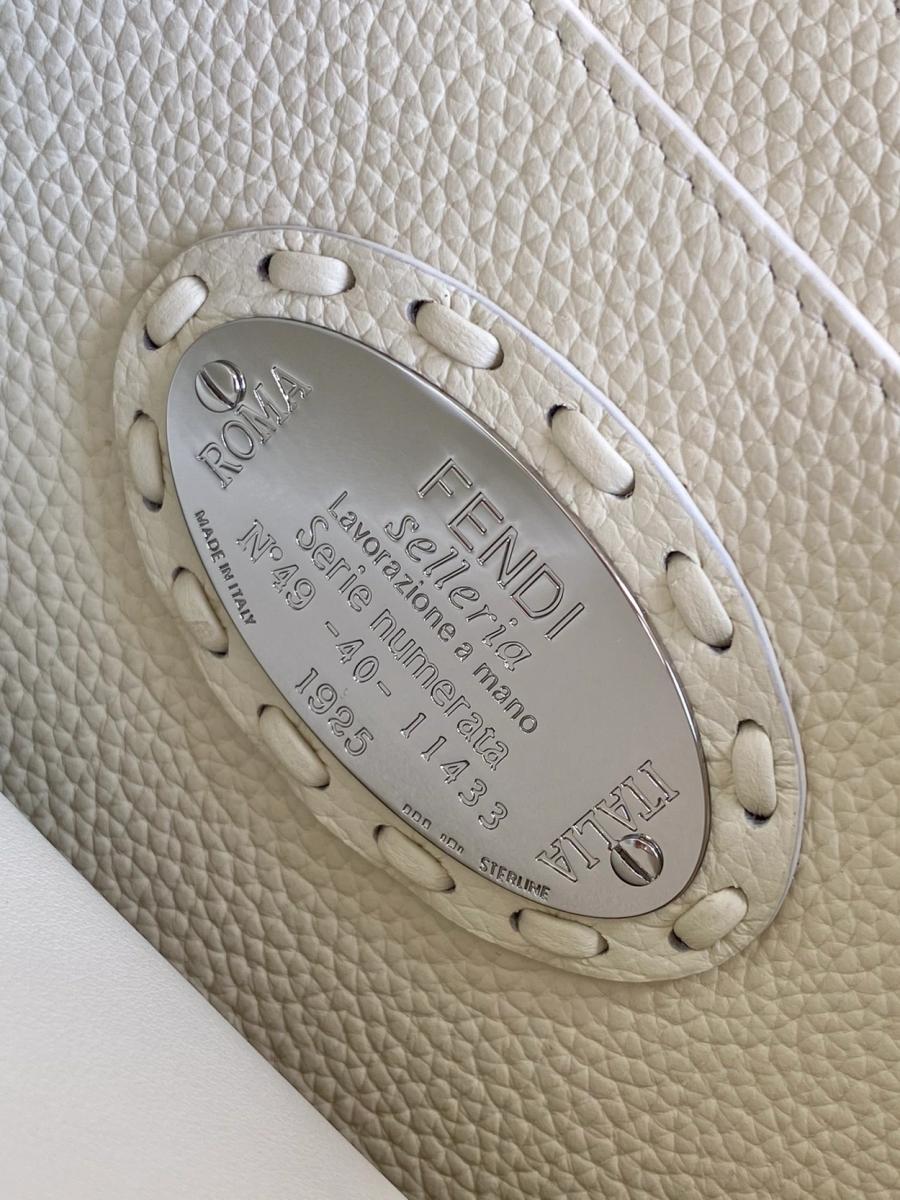 ROMA
FENDI
Selleria
Lavorazione a mano
Serie numerata
N° 49 -40- 11433
1925
MADE IN ITALY
STERLINE
ITALIA